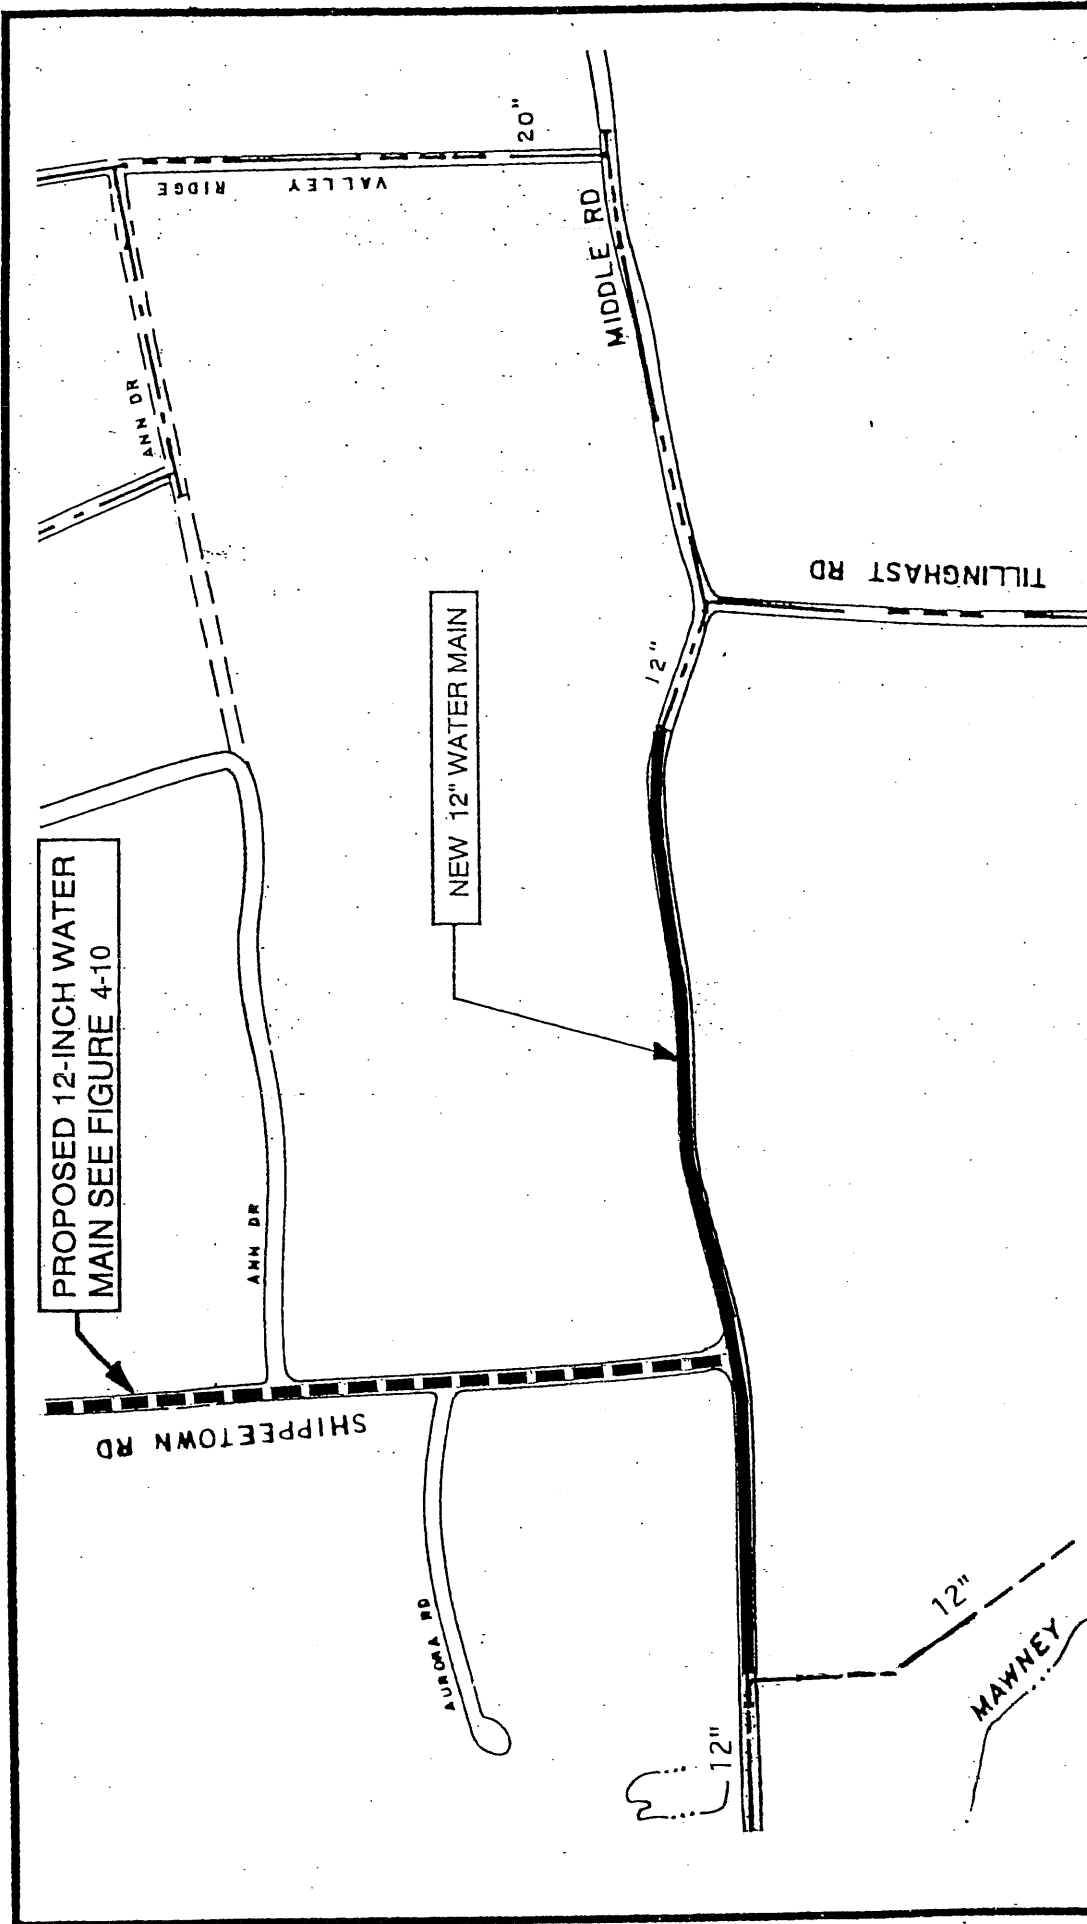 PROPOSED 12-INCH WATER
MAIN SEE FIGURE 4-10
SHIPPEETOWN RD
ANN DR
AURORA RD
NEW 12" WATER MAIN
12"
12"
MAWNEY
12"
ANN DR
VALLEY RIDGE
20"
MIDDLE RD
TILLINGHAST RD